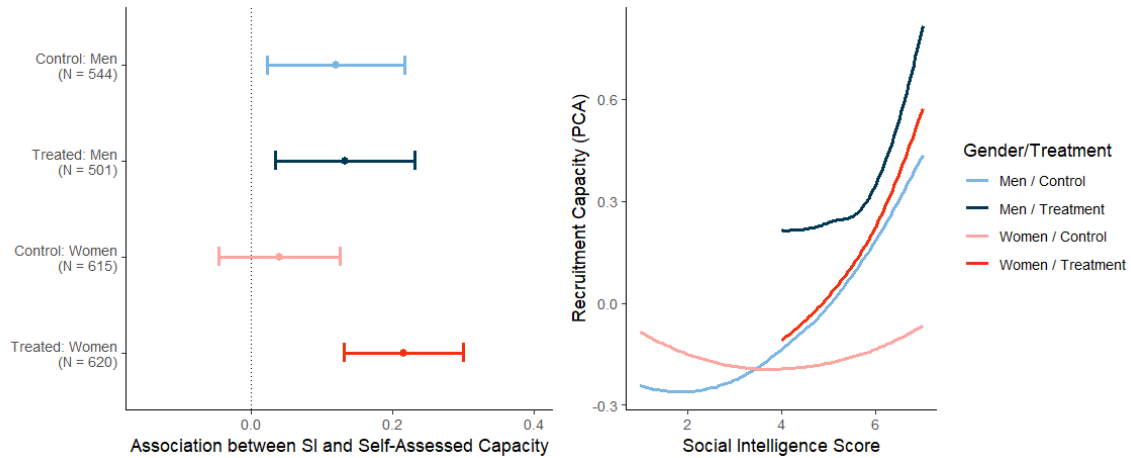 Control: Men
(N = 544)
Treated: Men
(N = 501)
Control: Women
(N = 615)
Treated: Women
(N = 620)
0.0
0.2
0.4
Association between SI and Self-Assessed Capacity
Recruitment Capacity (PCA)
0.6
0.3
0.0
-0.3
2
4
6
Social Intelligence Score
Gender/Treatment
Men / Control
Men / Treatment
Women / Control
Women / Treatment